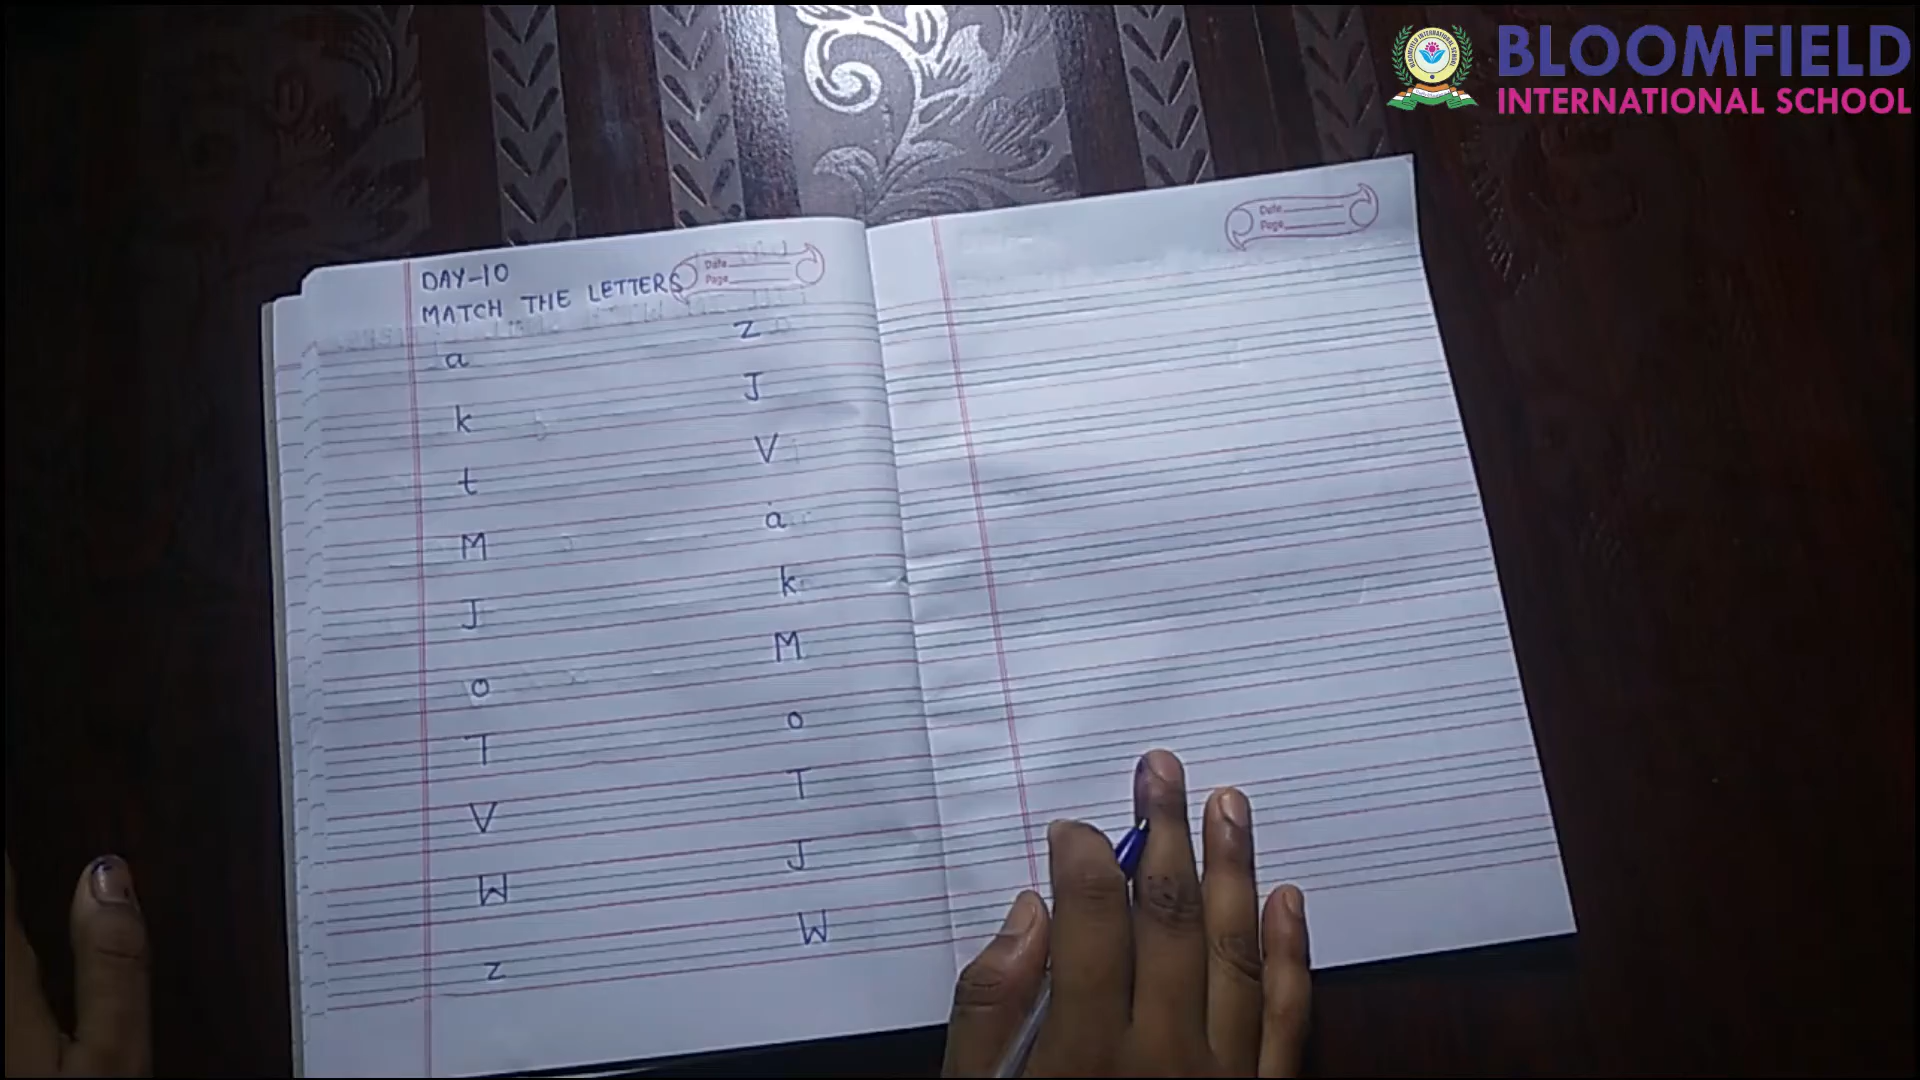 BLOOMFIELD
INTERNATIONAL SCHOOL
Date
Page
DAY-10
Date
Page
MATCH THE LETTERS
a z
k J
t V
M a
J k
o M
T o
V T
W J
z W